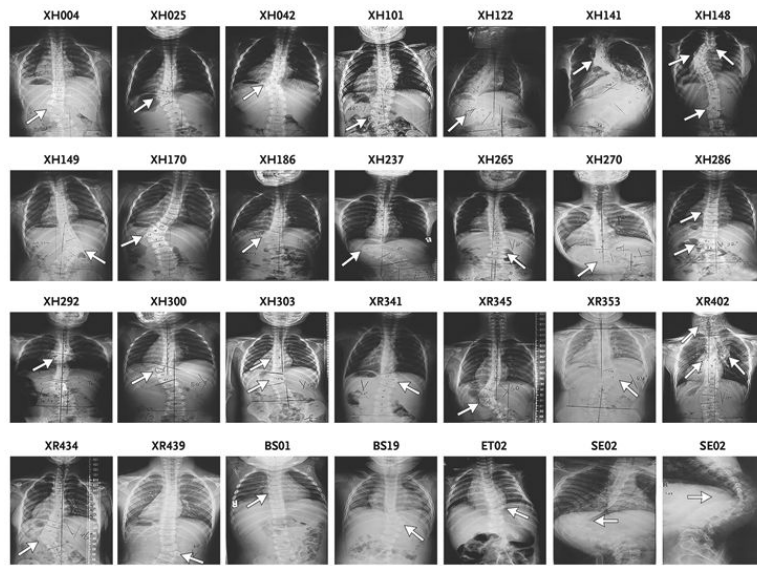 XH004 XH025 XH042 XH101 XH122 XH141 XH148
XH149 XH170 XH186 XH237 XH265 XH270 XH286
XH292 XH300 XH303 XR341 XR345 XR353 XR402
XR434 XR439 BS01 BS19 ET02 SE02 SE02